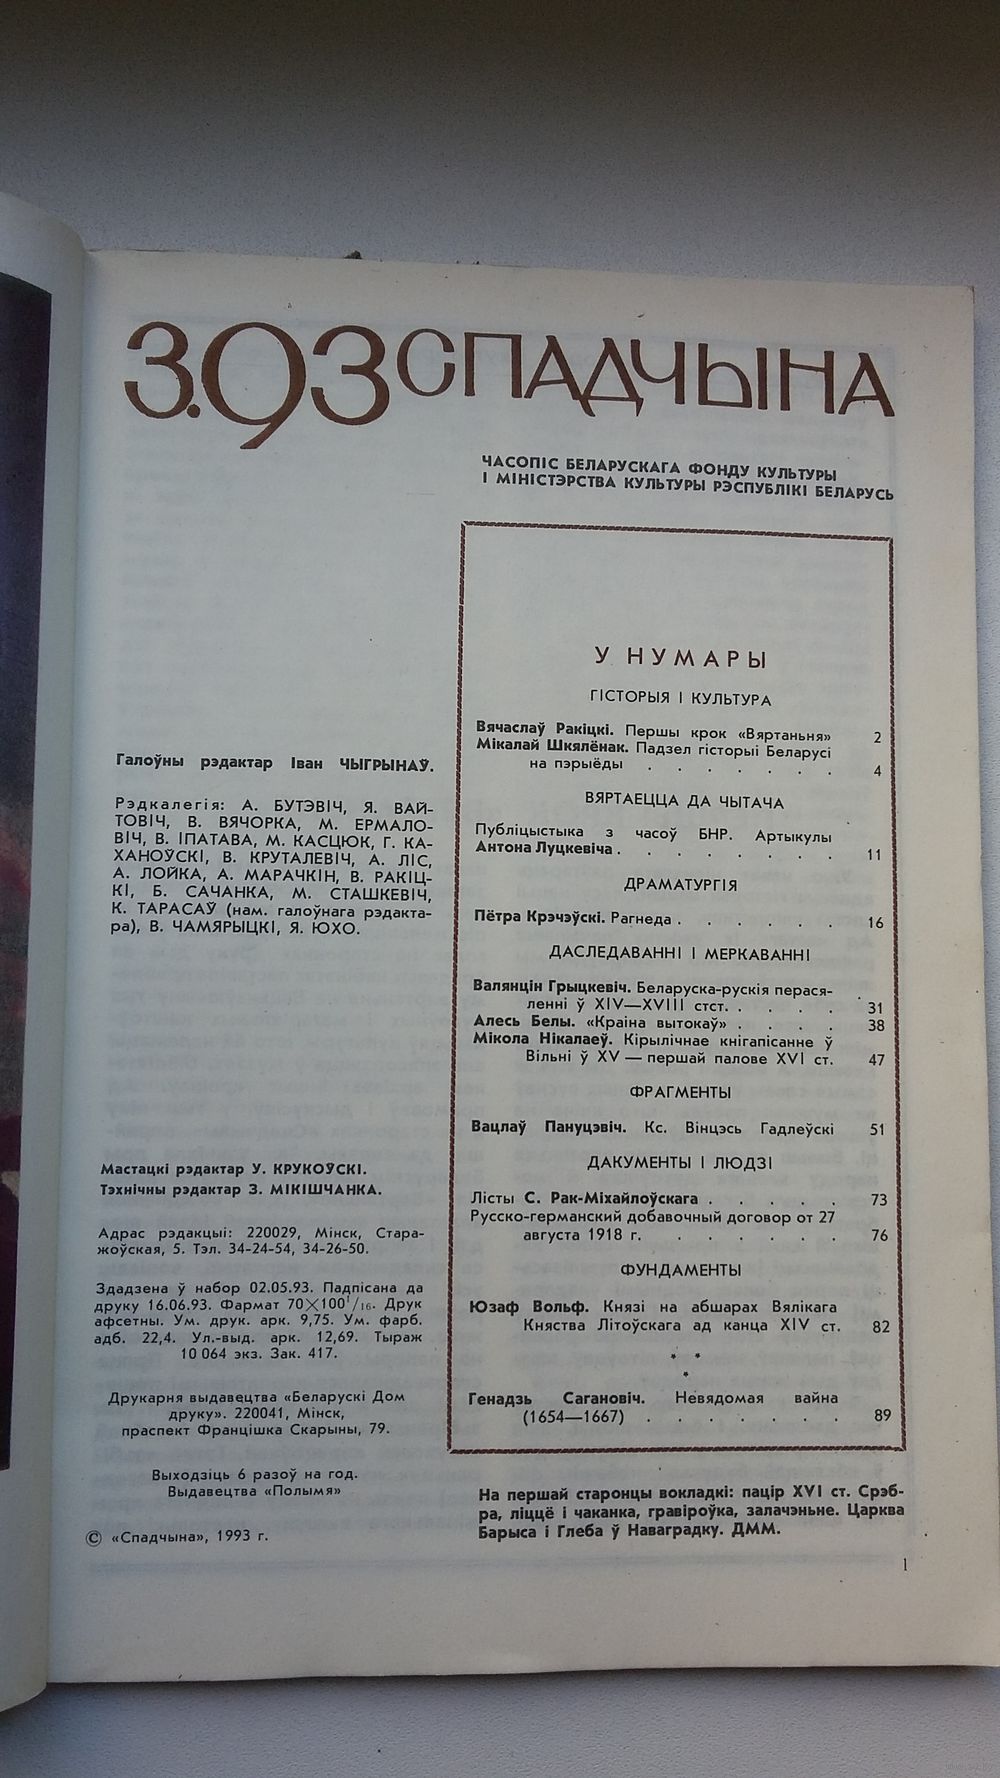 3.93 СПАДЧЫНА
ЧАСОПІС БЕЛАРУСКАГА ФОНДУ КУЛЬТУРЫ
І МІНІСТЭРСТВА КУЛЬТУРЫ РЭСПУБЛІКІ БЕЛАРУСЬ
Галоўны рэдактар Іван ЧЫГРЫНАЎ.
Рэдкалегія: А. БУТЭВІЧ, Я. ВАЙ-
ТОВІЧ, В. ВЯЧОРКА, М. ЕРМАЛО-
ВІЧ, В. ІПАТАВА, М. КАСЦЮК, Г. КА-
ХАНОЎСКІ, В. КРУТАЛЕВІЧ, А. ЛІС,
А. ЛОЙКА, А. МАРАЧКІН, В. РАКІЦ-
КІ, Б. САЧАНКА, М. СТАШКЕВІЧ,
К. ТАРАСАЎ (нам. галоўнага рэдакта-
ра), В. ЧАМЯРЫЦКІ, Я. ЮХО.
Мастацкі рэдактар У. КРУКОЎСКІ.
Тэхнічны рэдактар З. МІКІШЧАНКА.
Адрас рэдакцыі: 220029, Мінск, Стара-
жоўская, 5. Тэл. 34-24-54, 34-26-50.
Здадзена ў набор 02.05.93. Падпісана да
друку 16.06.93. Фармат 70×100¹/₁₆. Друк
афсетны. Ум. друк. арк. 9,75. Ум. фарб.
адб. 22,4. Ул.-выд. арк. 12,69. Тыраж
10 064 экз. Зак. 417.
Друкарня выдавецтва «Беларускі Дом
друку». 220041, Мінск,
праспект Францішка Скарыны, 79.
Выходзіць 6 разоў на год.
Выдавецтва «Полымя»
© «Спадчына», 1993 г.
У НУМАРЫ
ГІСТОРЫЯ І КУЛЬТУРА
Вячаслаў Ракіцкі. Першы крок «Вяртаньня» 2
Мікалай Шкялёнак. Падзел гісторыі Беларусі
на пэрыёды . . . . . . . 4
ВЯРТАЕЦЦА ДА ЧЫТАЧА
Публіцыстыка з часоў БНР. Артыкулы
Антона Луцкевіча . . . . . . . . 11
ДРАМАТУРГІЯ
Пётра Крэчэўскі. Рагнеда . . . . . . 16
ДАСЛЕДАВАННІ І МЕРКАВАННІ
Валянцін Грыцкевіч. Беларуска-рускія перася-
ленні ў XIV—XVIII стст. . . . . 31
Алесь Белы. «Краіна вытокаў» . . . . 38
Мікола Нікалаеў. Кірылічнае кнігапісанне ў
Вільні ў XV — першай палове XVI ст. 47
ФРАГМЕНТЫ
Вацлаў Пануцэвіч. Кс. Вінцэсь Гадлеўскі 51
ДАКУМЕНТЫ І ЛЮДЗІ
Лісты С. Рак-Міхайлоўскага . . . . . 73
Русско-германский добавочный договор от 27
августа 1918 г. . . . . . . 76
ФУНДАМЕНТЫ
Юзаф Вольф. Князі на абшарах Вялікага
Княства Літоўскага ад канца XIV ст. 82
* *
*
Генадзь Сагановіч. Невядомая вайна
(1654—1667) . . . . . . . 89
На першай старонцы вокладкі: пацір XVI ст. Срэб-
ра, ліццё і чаканка, гравіроўка, залачэньне. Царква
Барыса і Глеба ў Наваградку. ДММ.
1